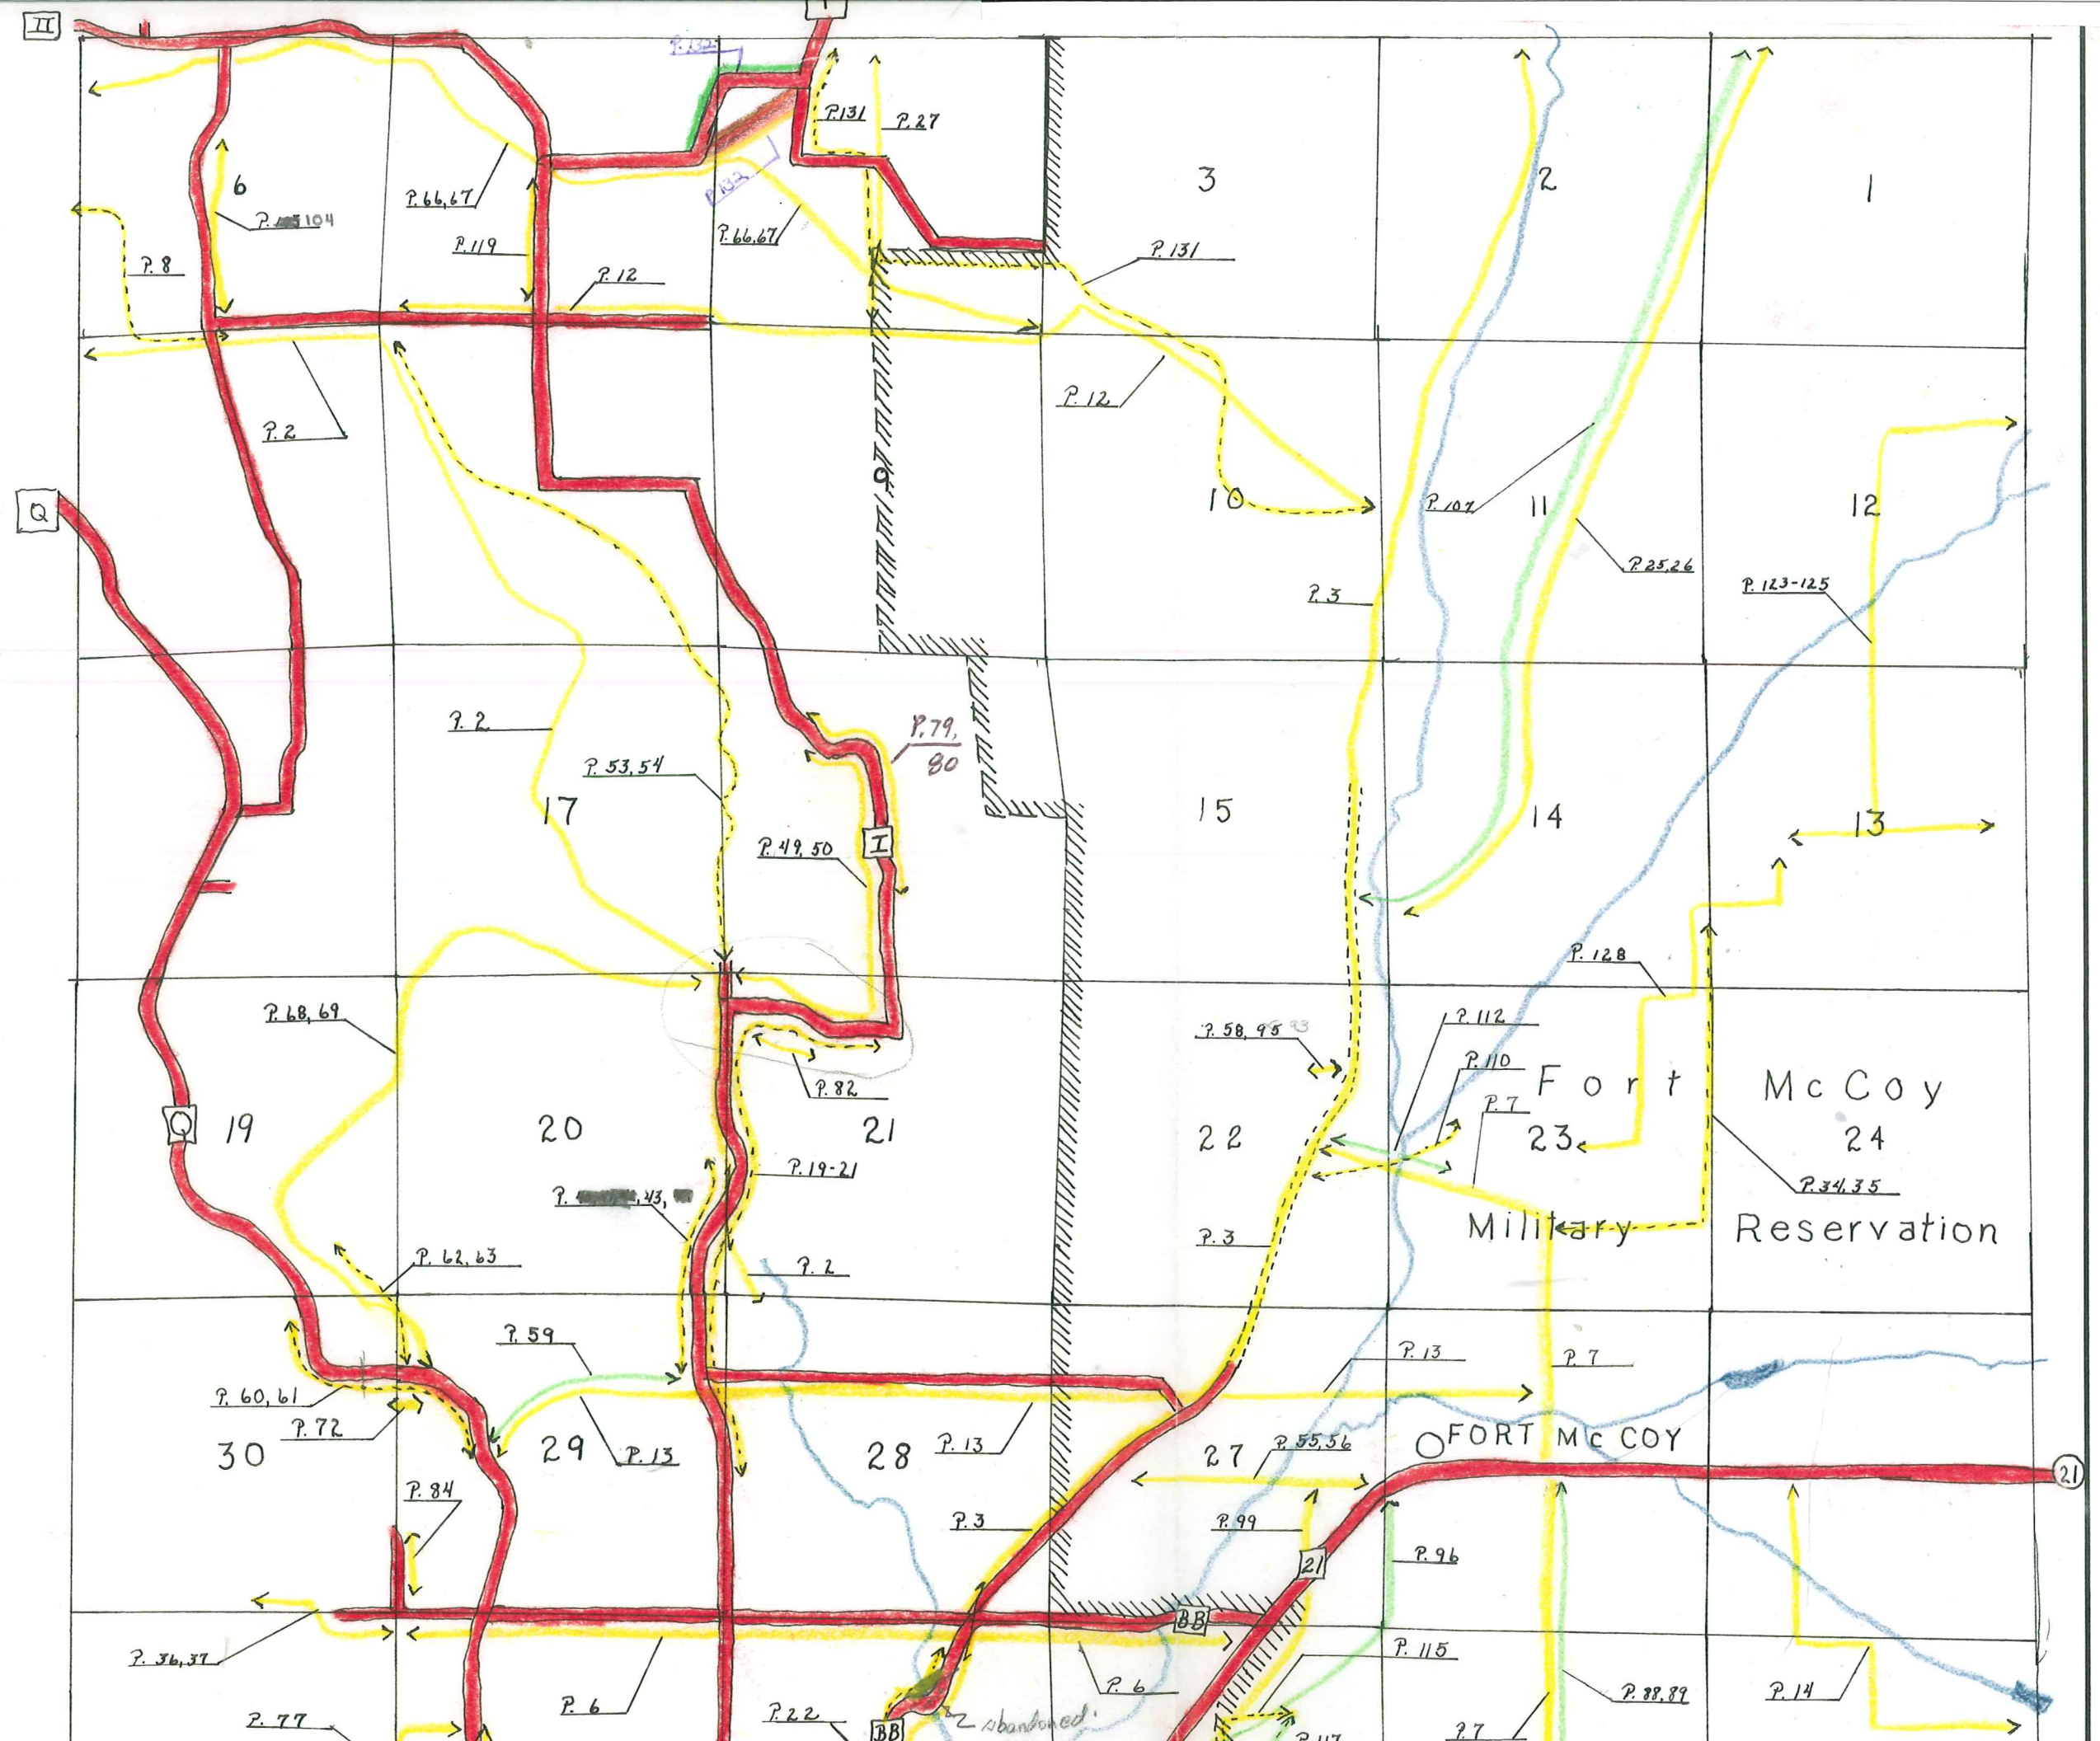 II
P. 132
P.131
P. 27
6
P. 104
P. 66,67
P. 132
3
2
1
P. 8
P. 119
P. 12
P. 66,67
P. 131
P. 2
P. 12
Q
9
10
P. 107
11
12
P. 3
P. 25,26
P. 123-125
P. 2
P. 79,
80
P. 53,54
17
I
15
14
13
P. 49,50
P. 128
P. 68,69
P. 58, 95
P. 112
P. 110
Fort McCoy
P. 82
P. 7
Q
19
20
21
22
23
24
P. 19-21
P. 43,
P. 34,35
Military Reservation
P. 3
P. 62,63
P. 2
P. 59
P. 13
P. 7
P. 60,61
P. 72
FORT McCOY
30
29
P. 13
28
P. 13
27
P. 55,56
21
P. 84
P. 3
P. 99
21
P. 96
BB
P. 36,37
P. 115
P. 6
P. 6
P. 88,89
P. 14
P. 77
P. 22
BB
abandoned.
P. 7
P. 117